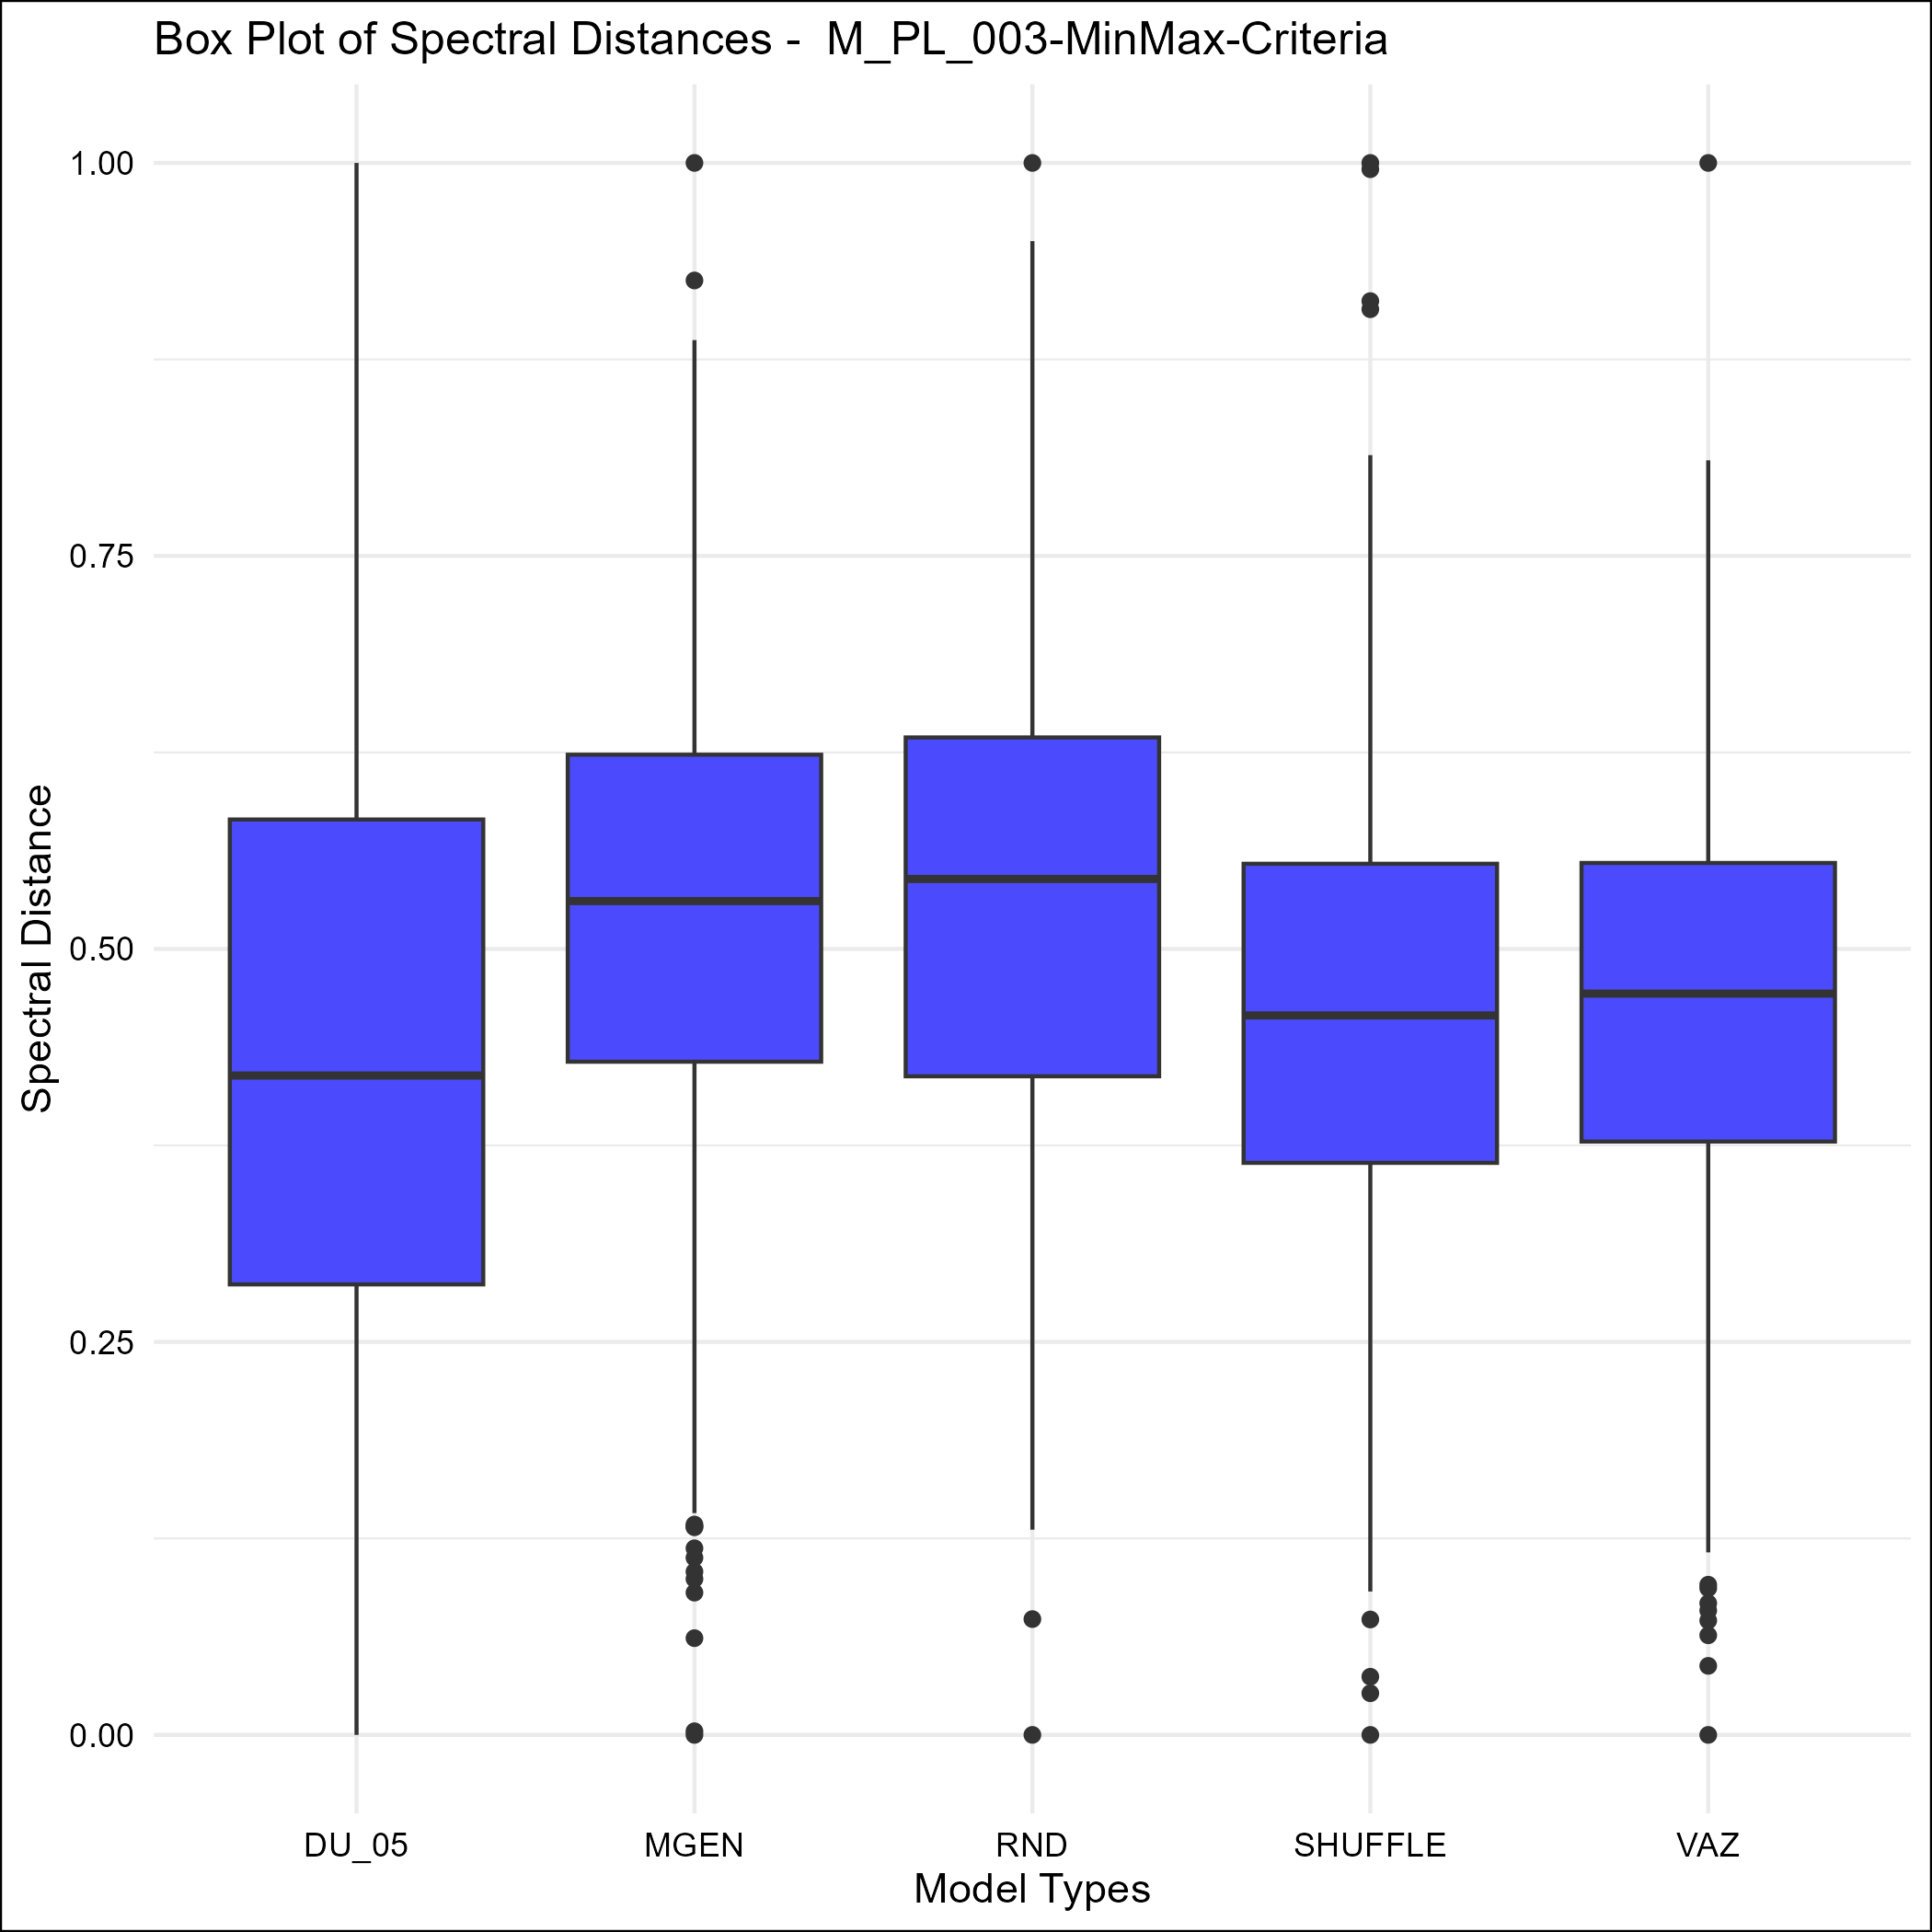 Box Plot of Spectral Distances -  M_PL_003-MinMax-Criteria
1.00
0.75
0.50
0.25
0.00
Spectral Distance
DU_05 MGEN RND SHUFFLE VAZ
Model Types